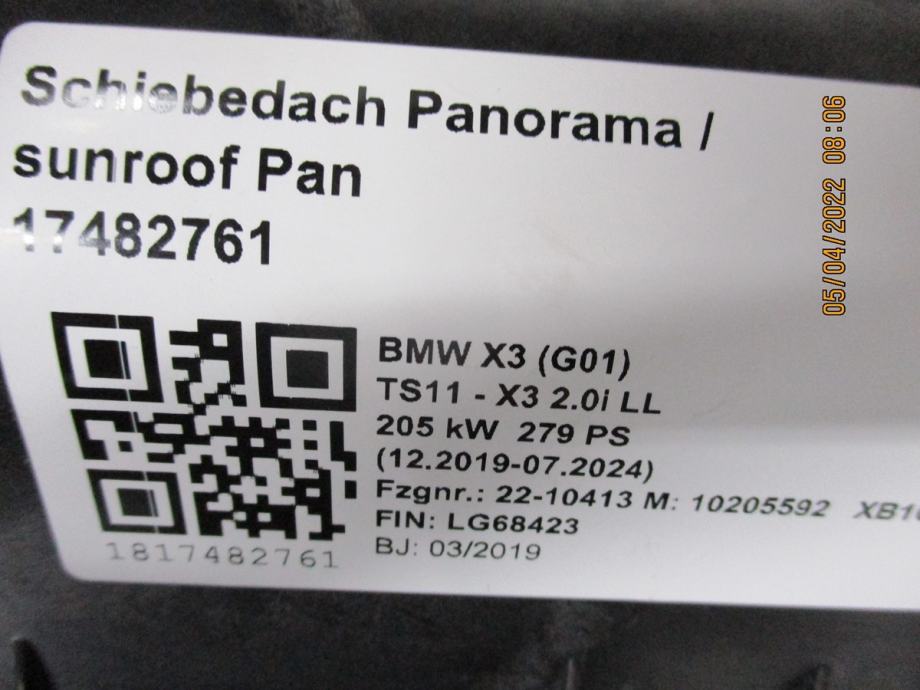 Schiebedach Panorama /
sunroof Pan
17482761
BMW X3 (G01)
TS11 - X3 2.0i LL
205 kW 279 PS
(12.2019-07.2024)
Fzgnr.: 22-10413 M: 10205592
FIN: LG68423
BJ: 03/2019
1817482761
05/04/2022 08:06